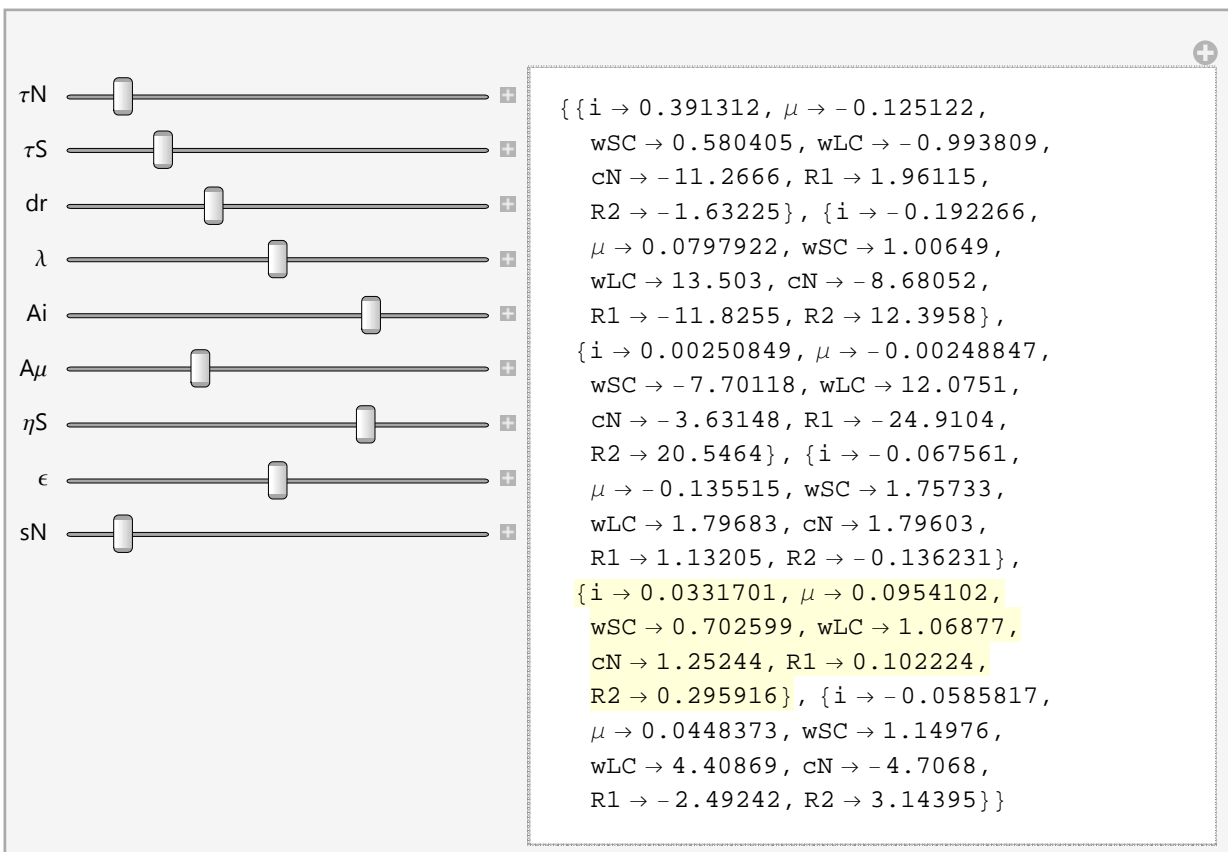 τN
τS
dr
λ
Ai
Aμ
ηS
ϵ
sN
{{i → 0.391312, μ → -0.125122,
wSC → 0.580405, wLC → -0.993809,
cN → -11.2666, R1 → 1.96115,
R2 → -1.63225}, {i → -0.192266,
μ → 0.0797922, wSC → 1.00649,
wLC → 13.503, cN → -8.68052,
R1 → -11.8255, R2 → 12.3958},
{i → 0.00250849, μ → -0.00248847,
wSC → -7.70118, wLC → 12.0751,
cN → -3.63148, R1 → -24.9104,
R2 → 20.5464}, {i → -0.067561,
μ → -0.135515, wSC → 1.75733,
wLC → 1.79683, cN → 1.79603,
R1 → 1.13205, R2 → -0.136231},
{i → 0.0331701, μ → 0.0954102,
wSC → 0.702599, wLC → 1.06877,
cN → 1.25244, R1 → 0.102224,
R2 → 0.295916}, {i → -0.0585817,
μ → 0.0448373, wSC → 1.14976,
wLC → 4.40869, cN → -4.7068,
R1 → -2.49242, R2 → 3.14395}}